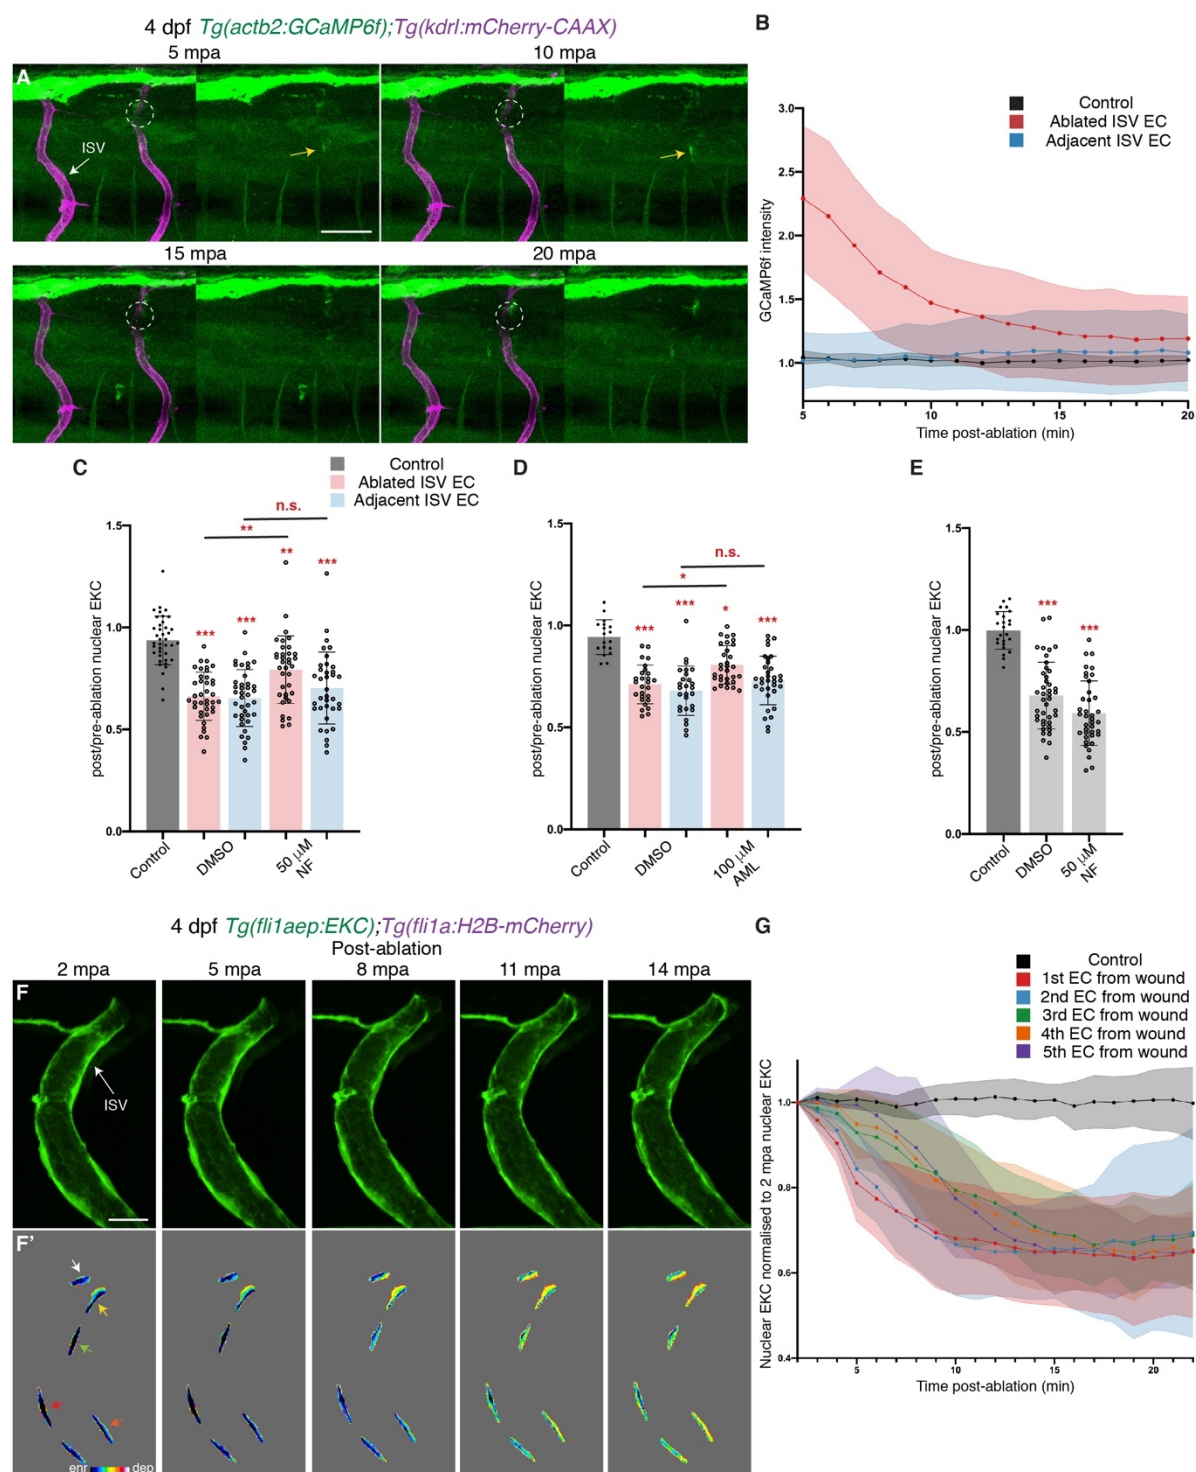 4 dpf Tg(actb2:GCaMP6f);Tg(kdrl:mCherry-CAAX)
5 mpa
10 mpa
A
ISV
15 mpa
20 mpa
B
Control
Ablated ISV EC
Adjacent ISV EC
GCaMP6f intensity
3.0
2.5
2.0
1.5
1.0
5
10
15
20
Time post-ablation (min)
C
Control
Ablated ISV EC
Adjacent ISV EC
post/pre-ablation nuclear EKC
1.5
1.0
0.5
0.0
***
***
**
**
***
n.s.
Control
DMSO
50 μM
NF
D
post/pre-ablation nuclear EKC
1.5
1.0
0.5
0.0
***
***
*
*
***
n.s.
Control
DMSO
100 μM
AML
E
post/pre-ablation nuclear EKC
1.5
1.0
0.5
0.0
***
***
Control
DMSO
50 μM
NF
4 dpf Tg(fli1aep:EKC);Tg(fli1a:H2B-mCherry)
Post-ablation
2 mpa
5 mpa
8 mpa
11 mpa
14 mpa
F
ISV
F'
enr
dep
G
Control
1st EC from wound
2nd EC from wound
3rd EC from wound
4th EC from wound
5th EC from wound
Nuclear EKC normalised to 2 mpa nuclear EKC
1.0
0.8
0.6
0.4
5
10
15
20
Time post-ablation (min)